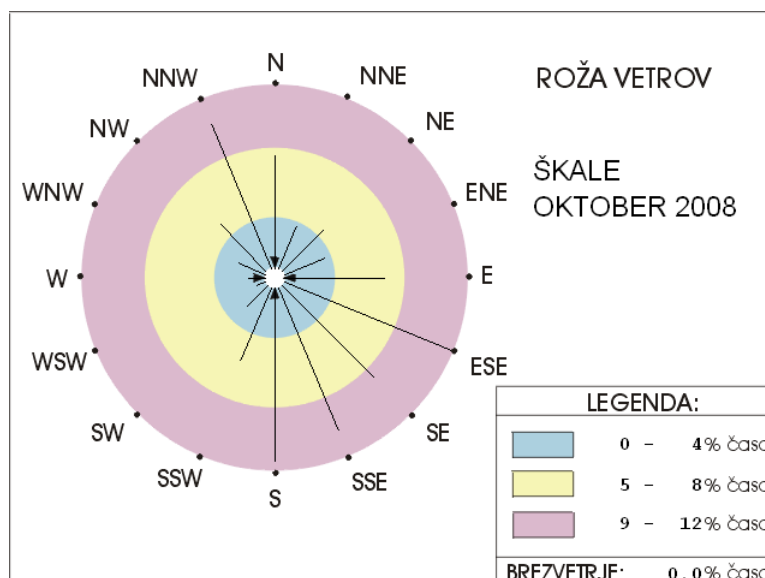 ROŽA VETROV
ŠKALE
OKTOBER 2008
N
NNE
NE
ENE
E
ESE
SE
SSE
S
SSW
SW
WSW
W
WNW
NW
NNW
LEGENDA:
0 - 4% časa
5 - 8% časa
9 - 12% časa
BREZVETRJE: 0.0% časa